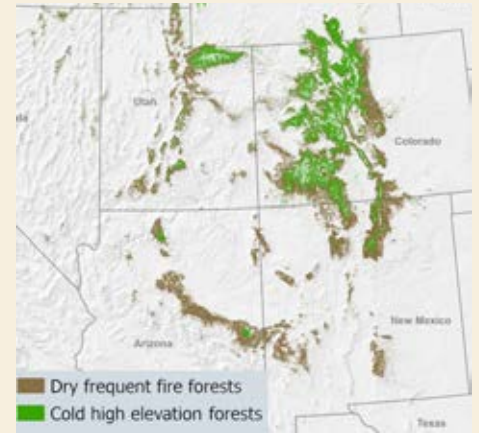 Utah
Colorado
Arizona
New Mexico
Texas
Dry frequent fire forests
Cold high elevation forests